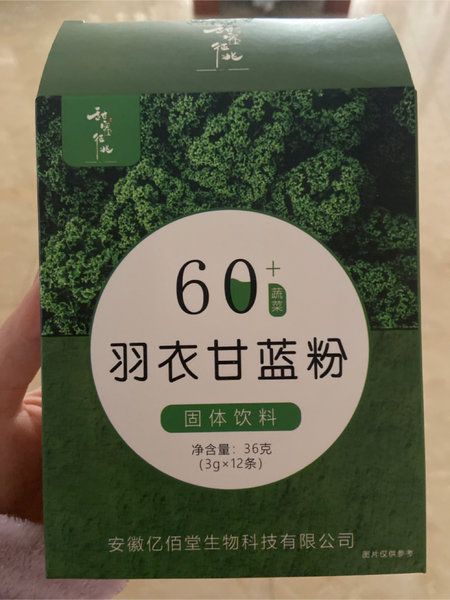 60+
蔬菜
羽衣甘蓝粉
固体饮料
净含量：36克
(3g×12条)
安徽亿佰堂生物科技有限公司
图片仅供参考